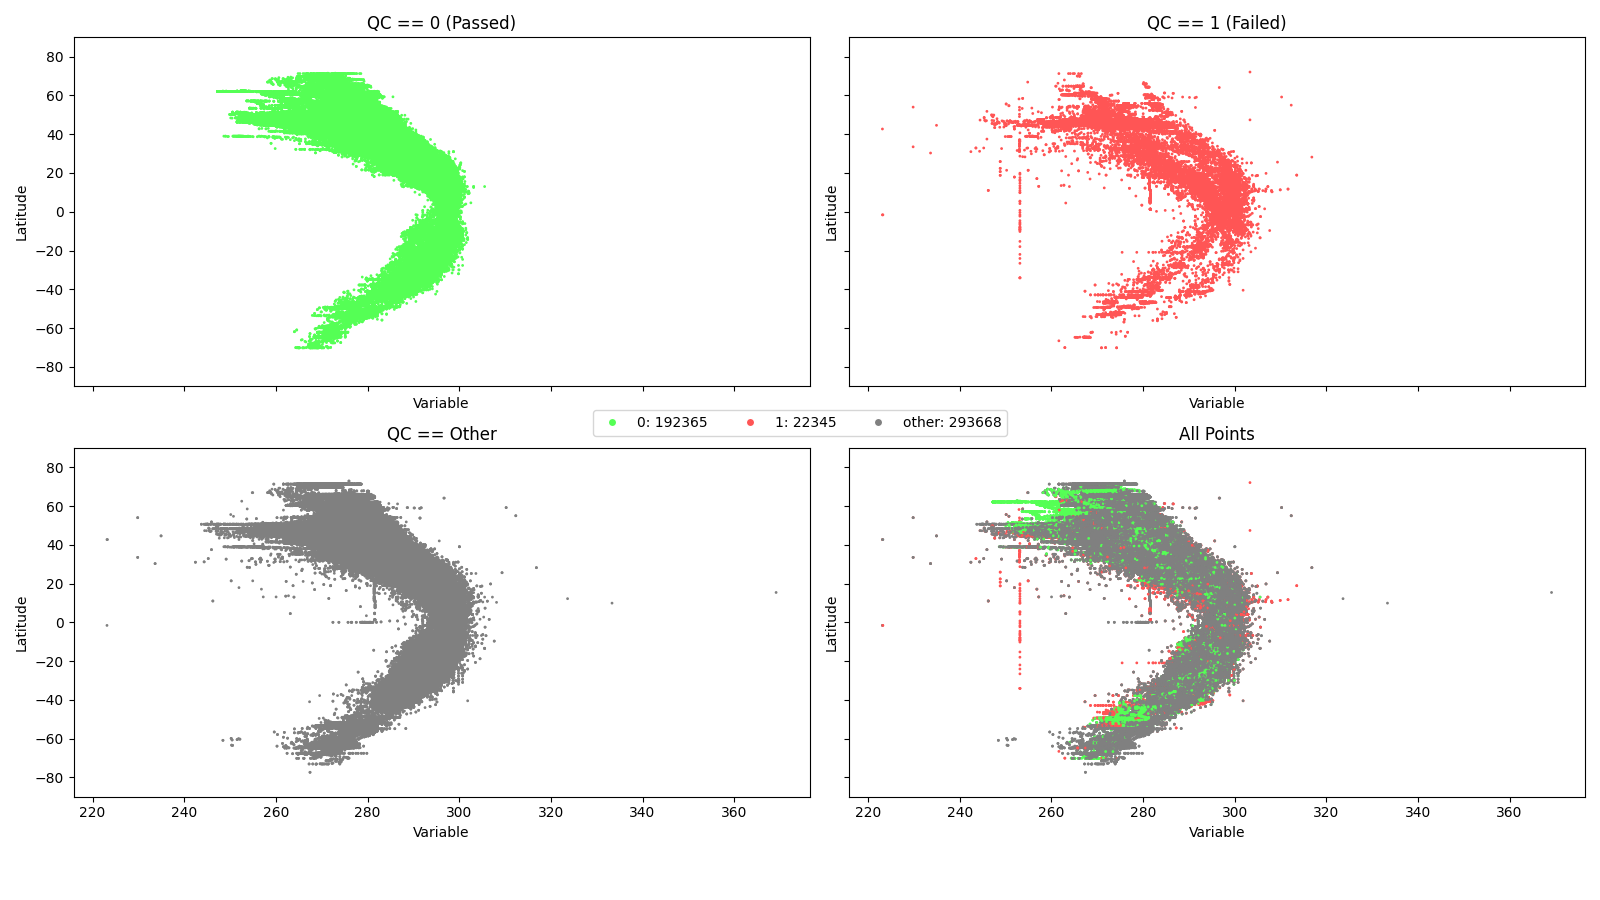 QC == 0 (Passed)
QC == 1 (Failed)
80
60
40
20
0
−20
−40
−60
−80
Latitude
Latitude
Variable
Variable
0: 192365
1: 22345
other: 293668
QC == Other
All Points
80
60
40
20
0
−20
−40
−60
−80
Latitude
Latitude
220
240
260
280
300
320
340
360
220
240
260
280
300
320
340
360
Variable
Variable